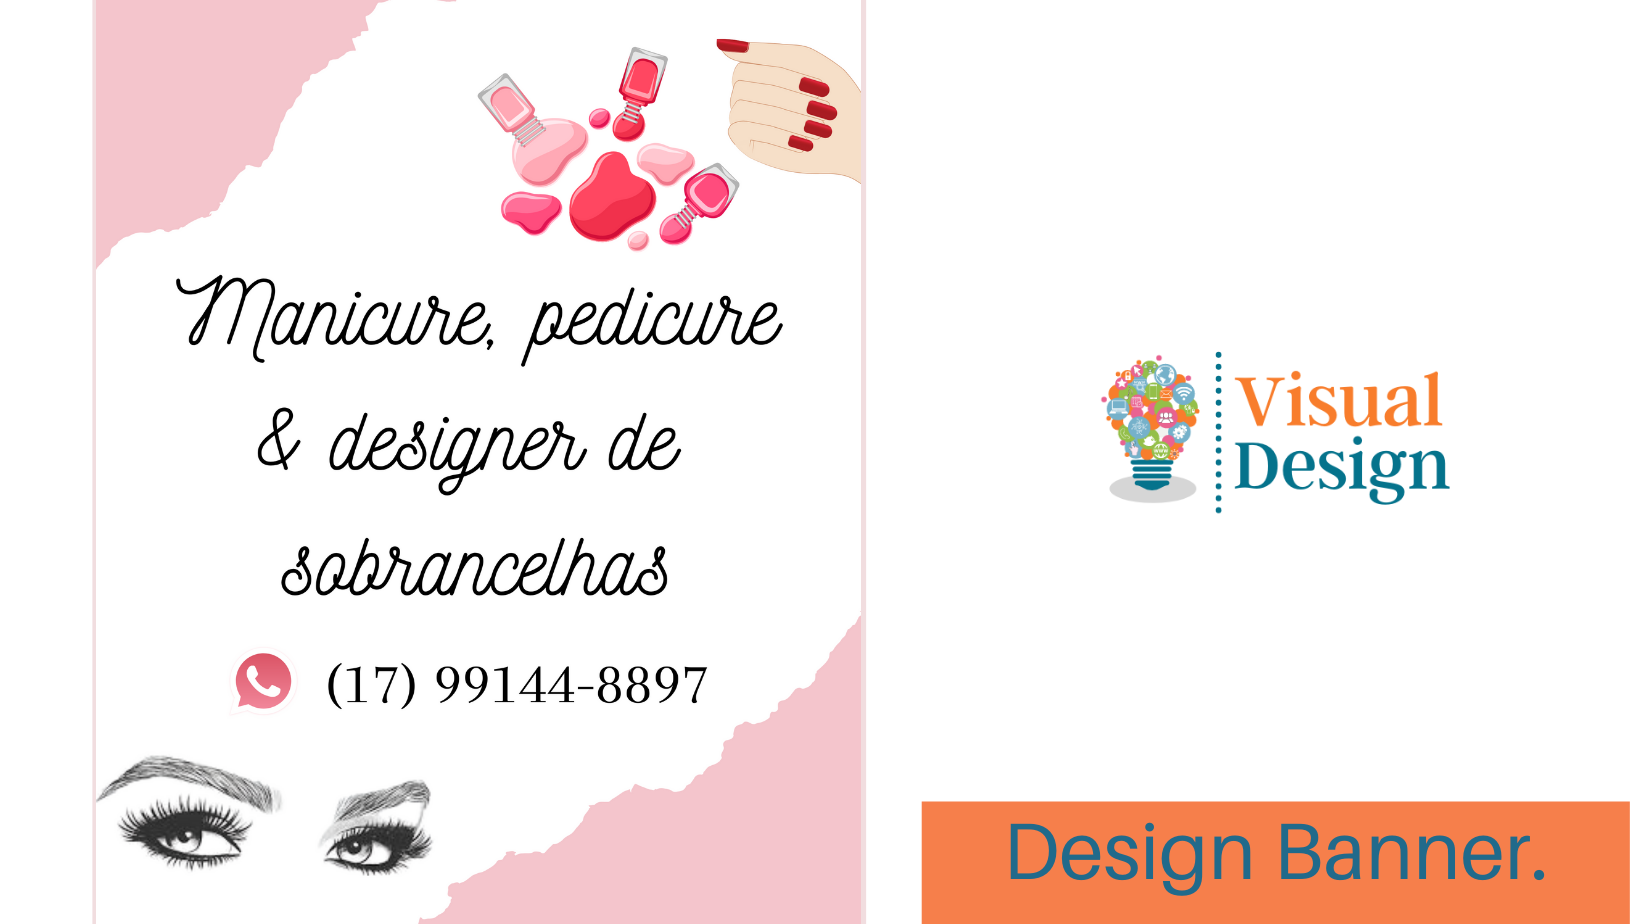 Manicure, pedicure
& designer de
sobrancelhas
(17) 99144-8897
Visual
Design
Design Banner.